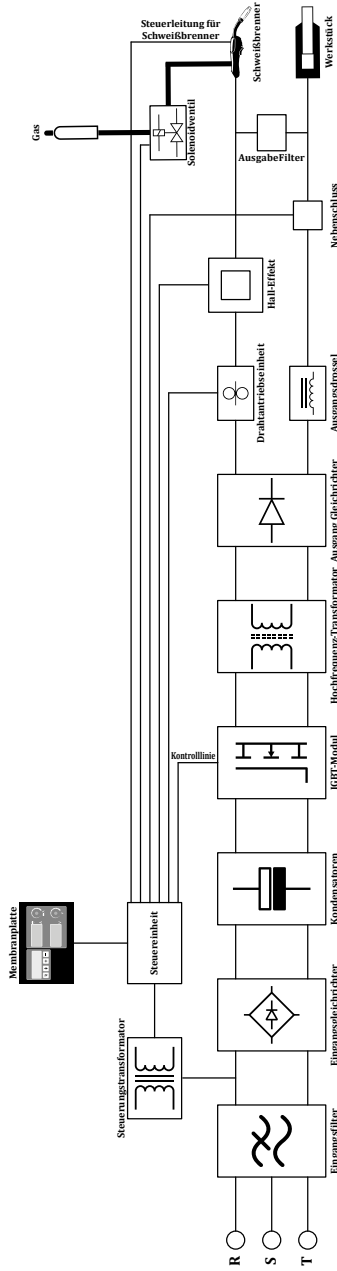 Membranplatte
Steuerungstransformator
Steuereinheit
Steuerleitung für
Schweißbrenner
Gas
Solenoidventil
Schweißbrenner
Werkstück
AusgabeFilter
Nebenschluss
Hall-Effekt
Drahtantriebseinheit
Ausgangsdrossel
Ausgang Gleichrichter
Hochfrequenz-Transformator
Kontrolllinie
IGBT-Modul
Kondensatoren
Eingangsgleichrichter
Eingangsfilter
R
S
T